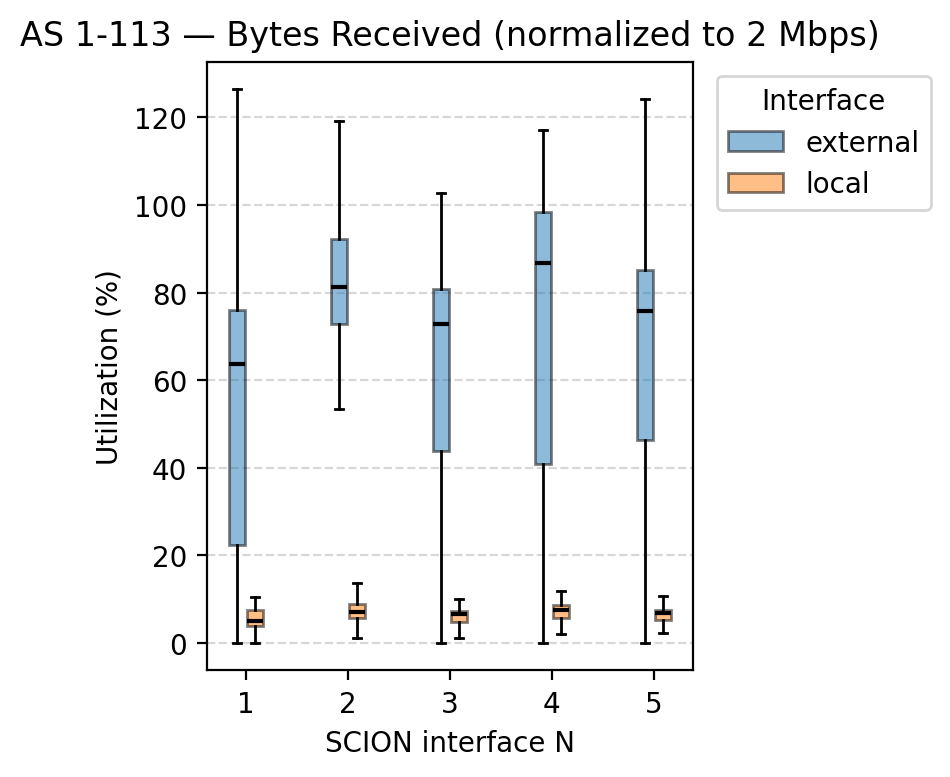 AS 1-113 — Bytes Received (normalized to 2 Mbps)
Interface
external
local
Utilization (%)
120
100
80
60
40
20
0
1 2 3 4 5
SCION interface N